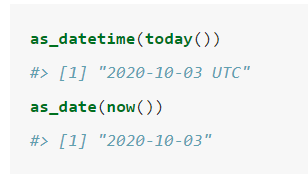 as_datetime(today())
#> [1] "2020-10-03 UTC"
as_date(now())
#> [1] "2020-10-03"